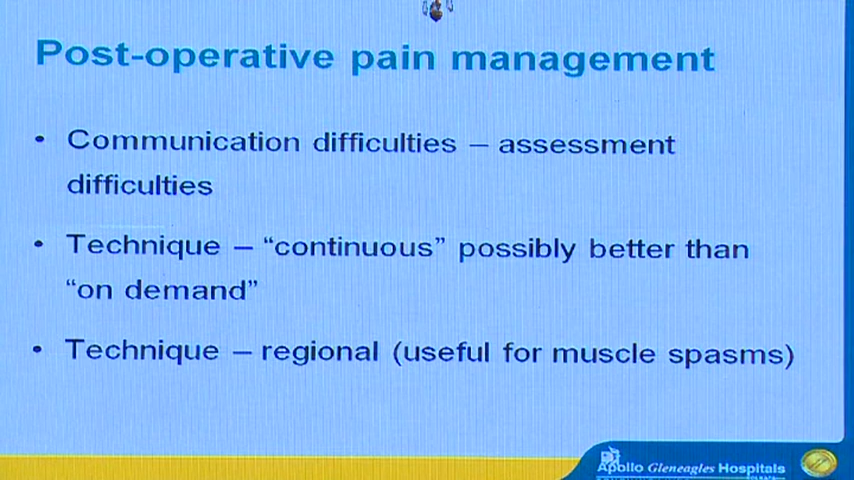 Post-operative pain management
• Communication difficulties – assessment
difficulties
• Technique – “continuous” possibly better than
“on demand”
• Technique – regional (useful for muscle spasms)
Apollo Gleneagles Hospitals